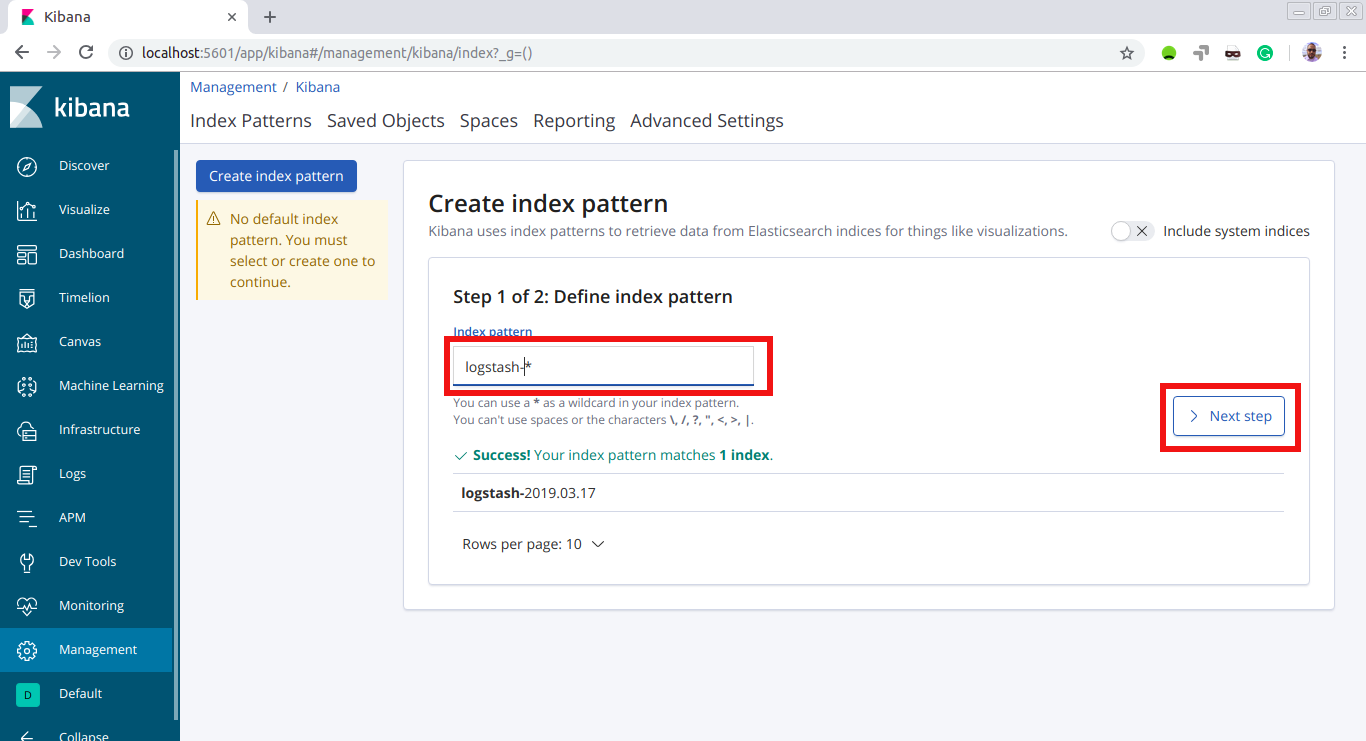 Kibana
localhost:5601/app/kibana#/management/kibana/index?_g=()
kibana
Discover
Visualize
Dashboard
Timelion
Canvas
Machine Learning
Infrastructure
Logs
APM
Dev Tools
Monitoring
Management
D Default
Collapse
Management / Kibana
Index Patterns Saved Objects Spaces Reporting Advanced Settings
Create index pattern
No default index
pattern. You must
select or create one to
continue.
Create index pattern
Kibana uses index patterns to retrieve data from Elasticsearch indices for things like visualizations.
Include system indices
Step 1 of 2: Define index pattern
Index pattern
logstash-*
You can use a * as a wildcard in your index pattern.
You can't use spaces or the characters \, /, ?, ", <, >, |.
Next step
Success! Your index pattern matches 1 index.
logstash-2019.03.17
Rows per page: 10